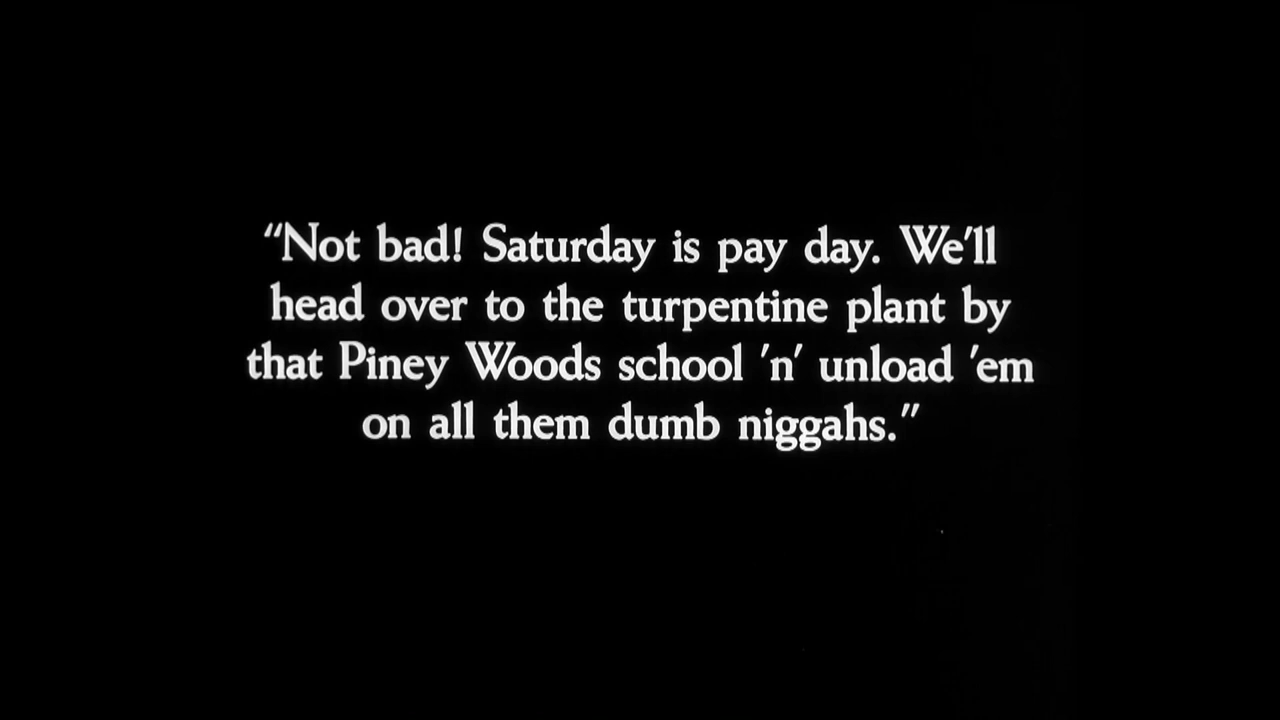 “Not bad! Saturday is pay day. We’ll
head over to the turpentine plant by
that Piney Woods school ’n’ unload ’em
on all them dumb niggahs.”